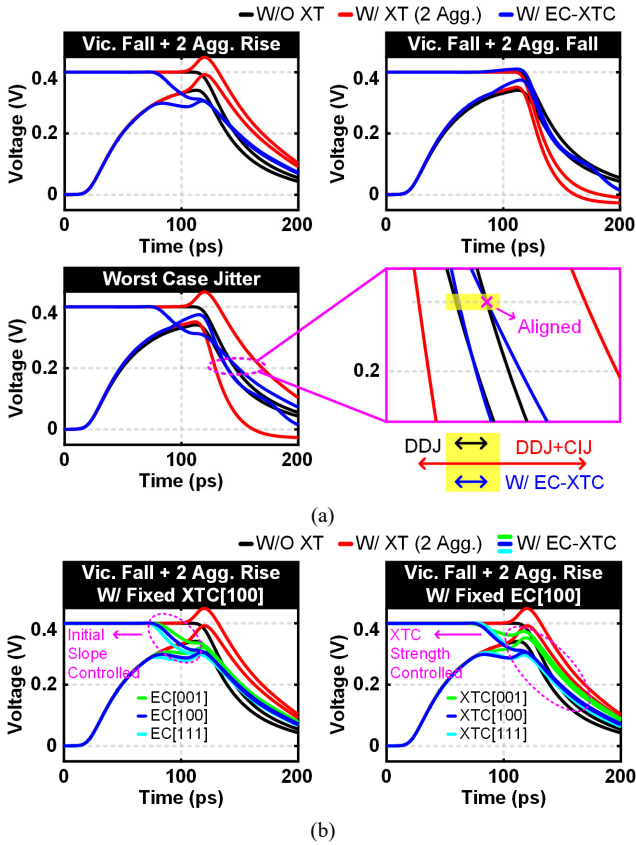 W/O XT W/ XT (2 Agg.) W/ EC-XTC
Vic. Fall + 2 Agg. Rise
Voltage (V)
0.4
0.2
0
0 100 200
Time (ps)
Vic. Fall + 2 Agg. Fall
Voltage (V)
0.4
0.2
0
0 100 200
Time (ps)
Worst Case Jitter
Voltage (V)
0.4
0.2
0
0 100 200
Time (ps)
Aligned
0.2
DDJ DDJ+CIJ
W/ EC-XTC
(a)
W/O XT W/ XT (2 Agg.) W/ EC-XTC
Vic. Fall + 2 Agg. Rise
W/ Fixed XTC[100]
Voltage (V)
0.4
0.2
0
Initial
Slope
Controlled
EC[001]
EC[100]
EC[111]
0 100 200
Time (ps)
Vic. Fall + 2 Agg. Rise
W/ Fixed EC[100]
Voltage (V)
0.4
0.2
0
XTC
Strength
Controlled
XTC[001]
XTC[100]
XTC[111]
0 100 200
Time (ps)
(b)